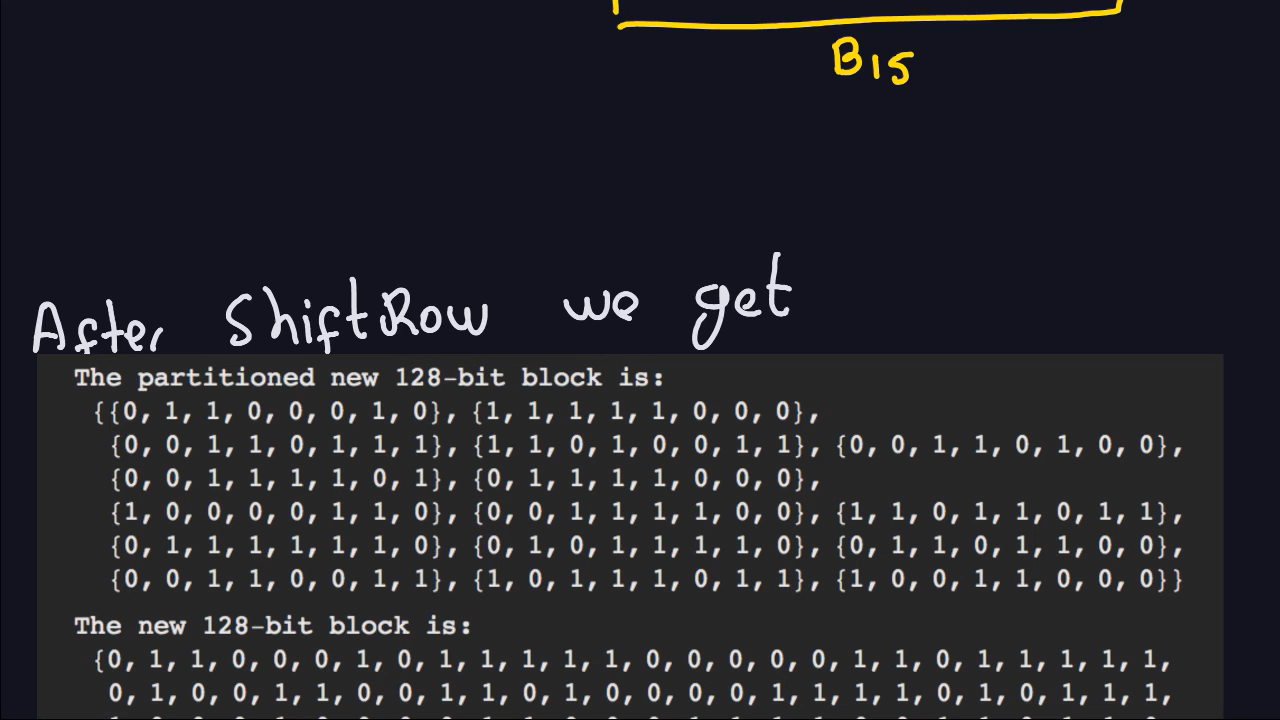 B15
After ShiftRow we get
The partitioned new 128-bit block is:
{{0, 1, 1, 0, 0, 0, 1, 0}, {1, 1, 1, 1, 1, 0, 0, 0},
{0, 0, 1, 1, 0, 1, 1, 1}, {1, 1, 0, 1, 0, 0, 1, 1}, {0, 0, 1, 1, 0, 1, 0, 0},
{0, 0, 1, 1, 1, 1, 0, 1}, {0, 1, 1, 1, 1, 0, 0, 0},
{1, 0, 0, 0, 0, 1, 1, 0}, {0, 0, 1, 1, 1, 1, 0, 0}, {1, 1, 0, 1, 1, 0, 1, 1},
{0, 1, 1, 1, 1, 1, 1, 0}, {0, 1, 0, 1, 1, 1, 1, 0}, {0, 1, 1, 0, 1, 1, 0, 0},
{0, 0, 1, 1, 0, 0, 1, 1}, {1, 0, 1, 1, 1, 0, 1, 1}, {1, 0, 0, 1, 1, 0, 0, 0}}
The new 128-bit block is:
{0, 1, 1, 0, 0, 0, 1, 0, 1, 1, 1, 1, 1, 0, 0, 0, 0, 0, 1, 1, 0, 1, 1, 1, 1, 1,
0, 1, 0, 0, 1, 1, 0, 0, 1, 1, 0, 1, 0, 0, 0, 0, 1, 1, 1, 1, 0, 1, 0, 1, 1, 1,